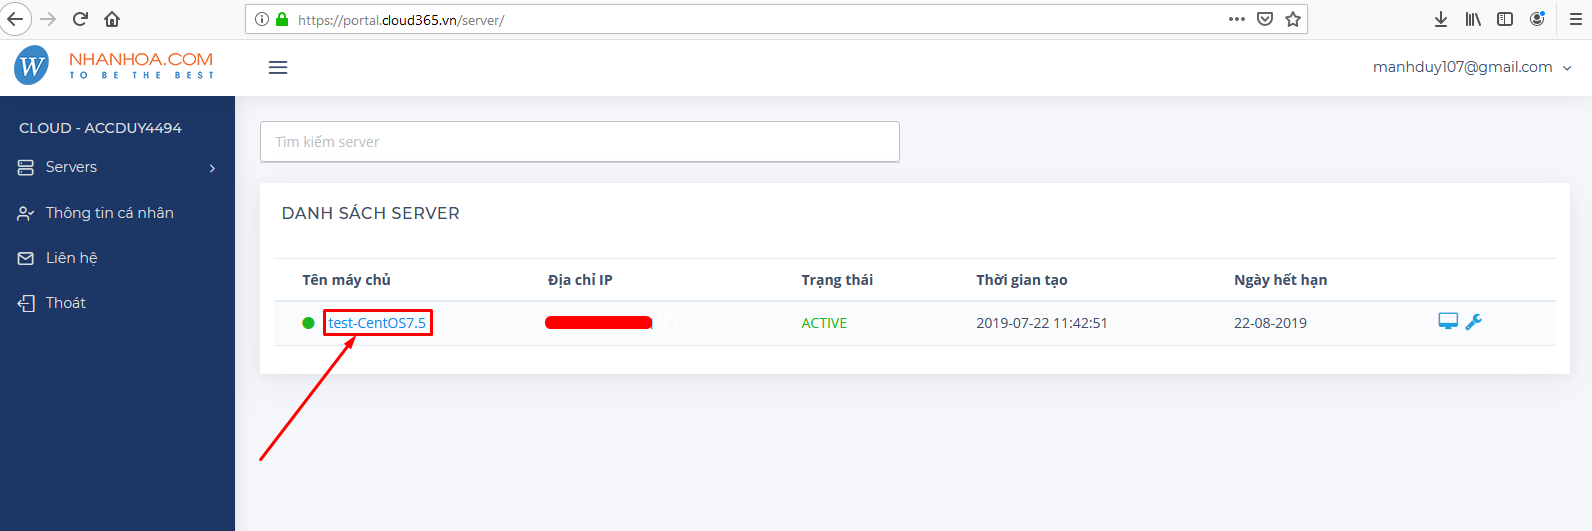 https://portal.cloud365.vn/server/
W NHANHOA.COM
TO BE THE BEST
manhduy107@gmail.com
CLOUD - ACCDUY4494
Servers
Thông tin cá nhân
Liên hệ
Thoát
Tìm kiếm server
DANH SÁCH SERVER
Tên máy chủ Địa chỉ IP Trạng thái Thời gian tạo Ngày hết hạn
test-CentOS7.5 ACTIVE 2019-07-22 11:42:51 22-08-2019